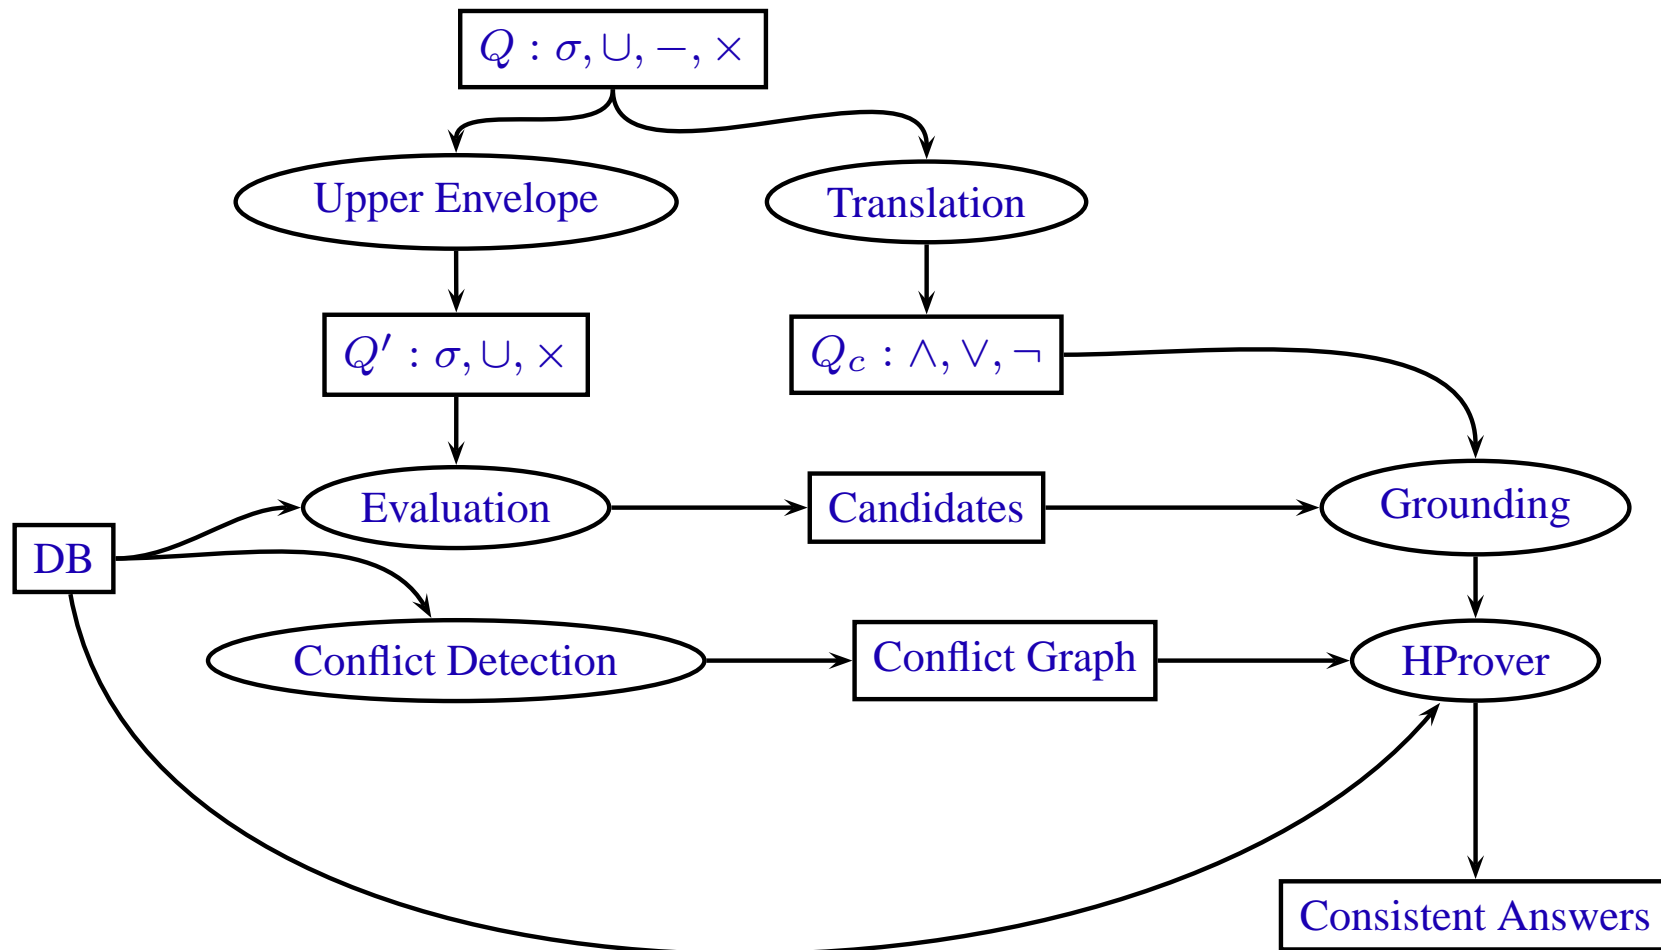 Q : σ, ∪, −, ×
Upper Envelope
Translation
Q′ : σ, ∪, ×
Q_c : ∧, ∨, ¬
Evaluation
Candidates
Grounding
DB
Conflict Detection
Conflict Graph
HProver
Consistent Answers